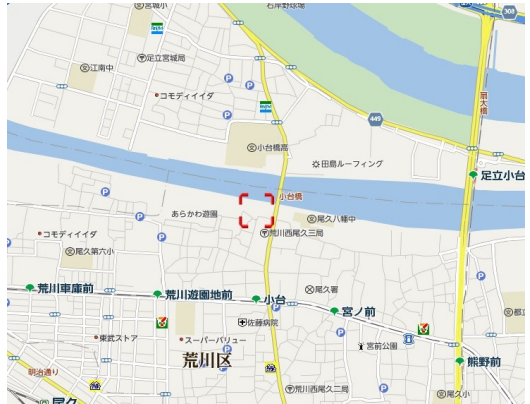 宮城小
石岸野球場
308
足立宮城局
江南中
コモディイイダ
扇大橋
449
小台橋高
田島ルーフィング
足立小台
小台橋
あらかわ遊園
尾久八幡中
荒川西尾久三局
コモディイイダ
尾久第六小
荒川車庫前
荒川遊園地前
小台
尾久署
宮ノ前
佐藤病院
東武ストア
スーパーバリュー
宮前公園
荒川区
熊野前
明治通り
荒川西尾久二局
尾久小
尾久